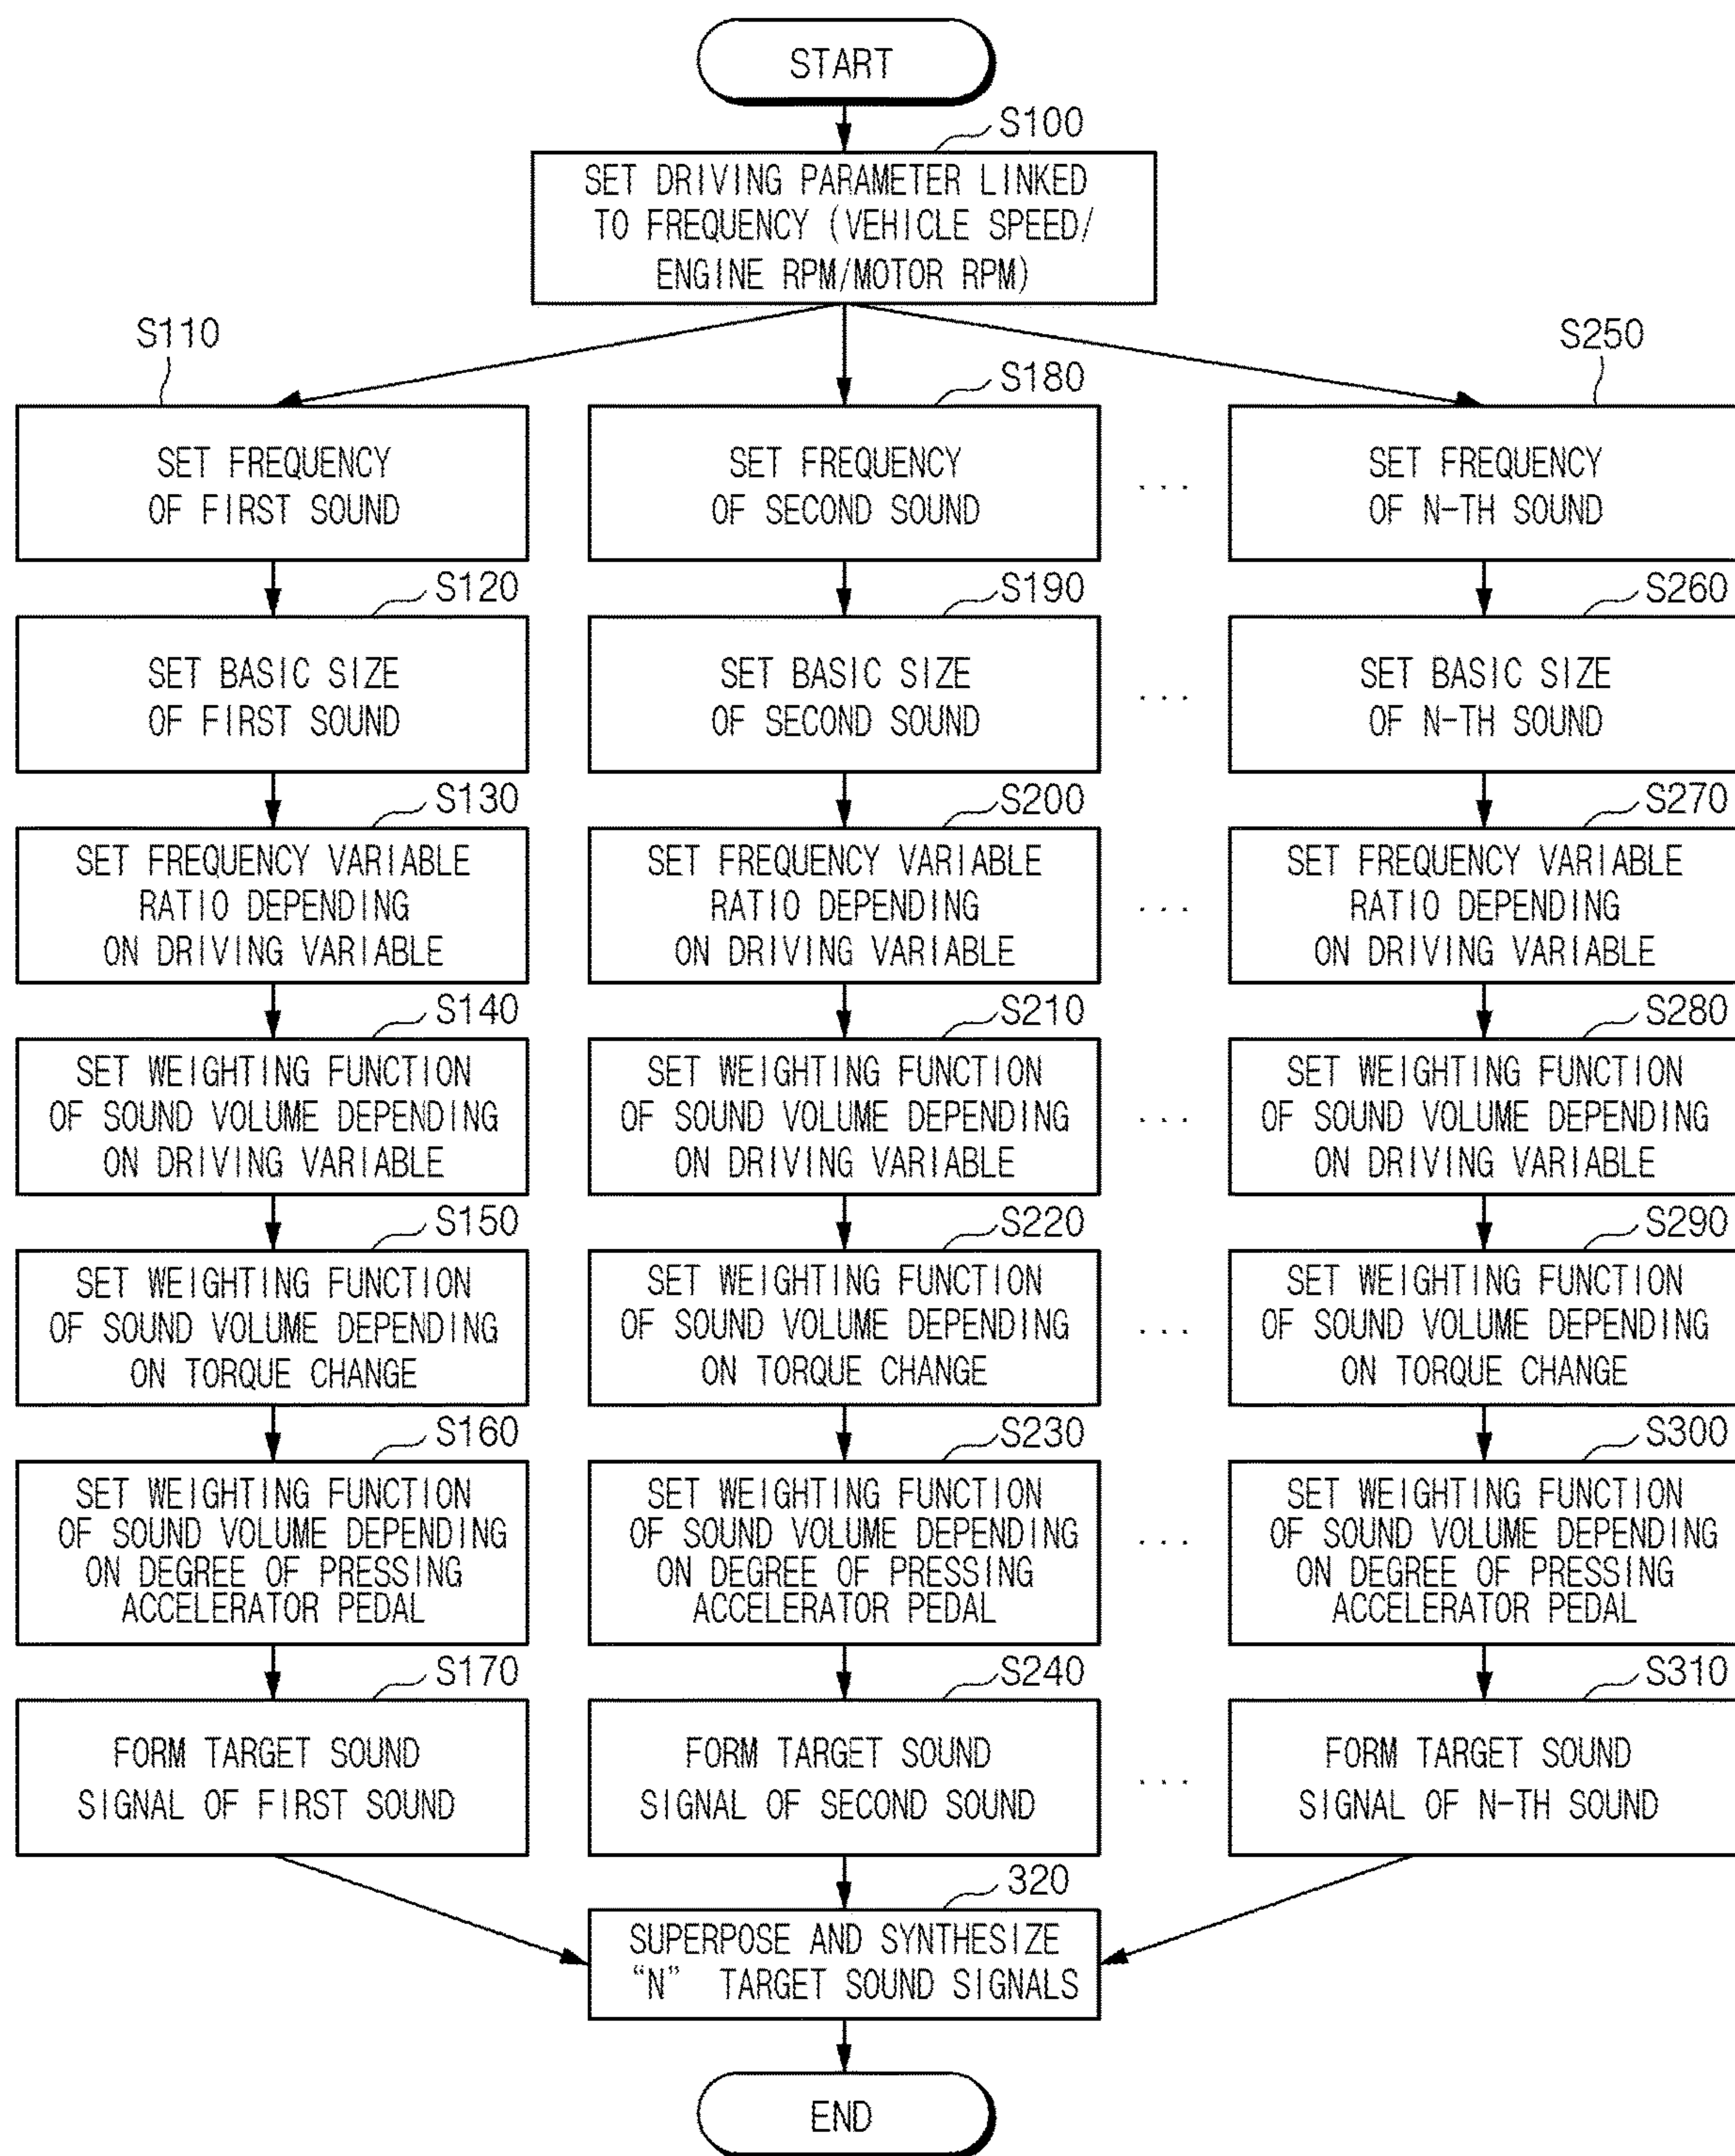 START
S100
SET DRIVING PARAMETER LINKED
TO FREQUENCY (VEHICLE SPEED/
ENGINE RPM/MOTOR RPM)
S110
SET FREQUENCY
OF FIRST SOUND
S120
SET BASIC SIZE
OF FIRST SOUND
S130
SET FREQUENCY VARIABLE
RATIO DEPENDING
ON DRIVING VARIABLE
S140
SET WEIGHTING FUNCTION
OF SOUND VOLUME DEPENDING
ON DRIVING VARIABLE
S150
SET WEIGHTING FUNCTION
OF SOUND VOLUME DEPENDING
ON TORQUE CHANGE
S160
SET WEIGHTING FUNCTION
OF SOUND VOLUME DEPENDING
ON DEGREE OF PRESSING
ACCELERATOR PEDAL
S170
FORM TARGET SOUND
SIGNAL OF FIRST SOUND
S180
SET FREQUENCY
OF SECOND SOUND
S190
SET BASIC SIZE
OF SECOND SOUND
S200
SET FREQUENCY VARIABLE
RATIO DEPENDING
ON DRIVING VARIABLE
S210
SET WEIGHTING FUNCTION
OF SOUND VOLUME DEPENDING
ON DRIVING VARIABLE
S220
SET WEIGHTING FUNCTION
OF SOUND VOLUME DEPENDING
ON TORQUE CHANGE
S230
SET WEIGHTING FUNCTION
OF SOUND VOLUME DEPENDING
ON DEGREE OF PRESSING
ACCELERATOR PEDAL
S240
FORM TARGET SOUND
SIGNAL OF SECOND SOUND
...
...
...
...
...
...
...
S250
SET FREQUENCY
OF N-TH SOUND
S260
SET BASIC SIZE
OF N-TH SOUND
S270
SET FREQUENCY VARIABLE
RATIO DEPENDING
ON DRIVING VARIABLE
S280
SET WEIGHTING FUNCTION
OF SOUND VOLUME DEPENDING
ON DRIVING VARIABLE
S290
SET WEIGHTING FUNCTION
OF SOUND VOLUME DEPENDING
ON TORQUE CHANGE
S300
SET WEIGHTING FUNCTION
OF SOUND VOLUME DEPENDING
ON DEGREE OF PRESSING
ACCELERATOR PEDAL
S310
FORM TARGET SOUND
SIGNAL OF N-TH SOUND
320
SUPERPOSE AND SYNTHESIZE
“N” TARGET SOUND SIGNALS
END